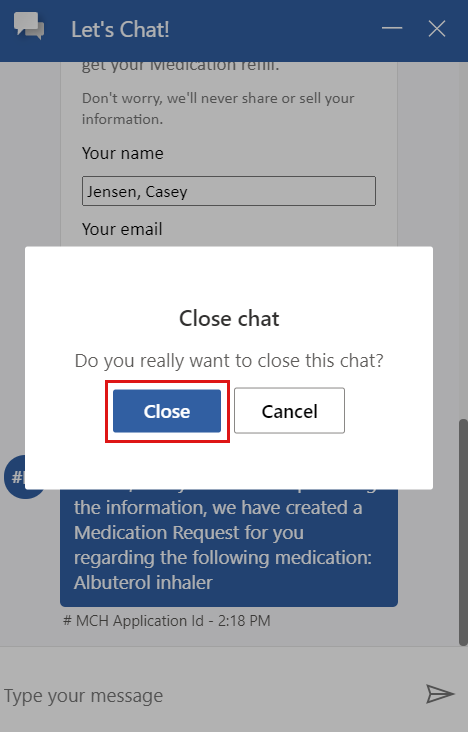 Let's Chat!
get your Medication refill.
Don't worry, we'll never share or sell your
information.
Your name
Jensen, Casey
Your email
Close chat
Do you really want to close this chat?
Close
Cancel
the information, we have created a
Medication Request for you
regarding the following medication:
Albuterol inhaler
# MCH Application Id - 2:18 PM
Type your message